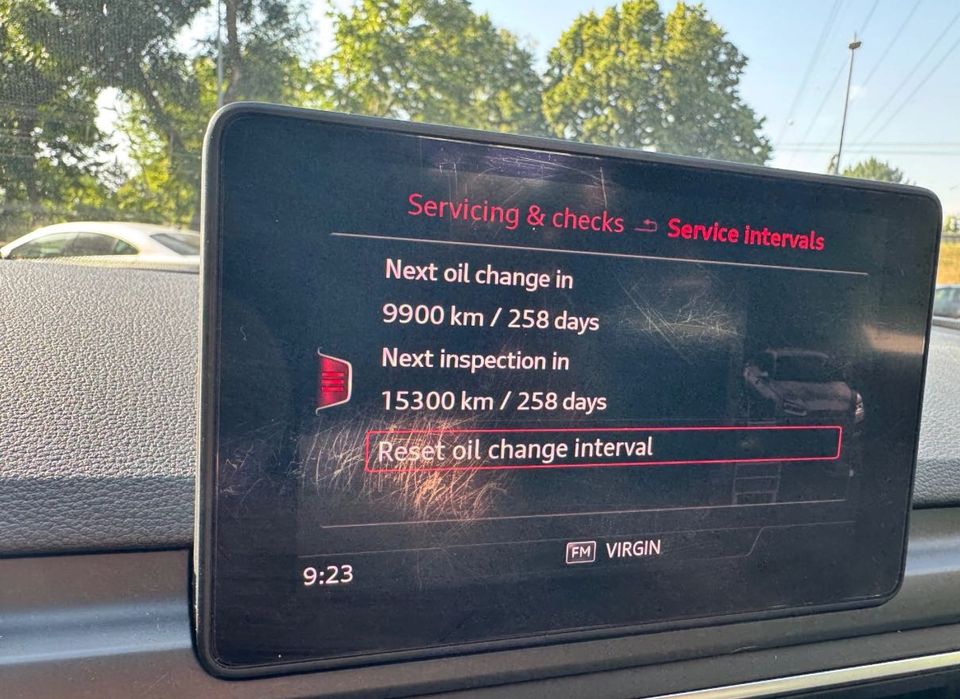 Servicing & checks Service intervals
Next oil change in
9900 km / 258 days
Next inspection in
15300 km / 258 days
Reset oil change interval
FM VIRGIN
9:23